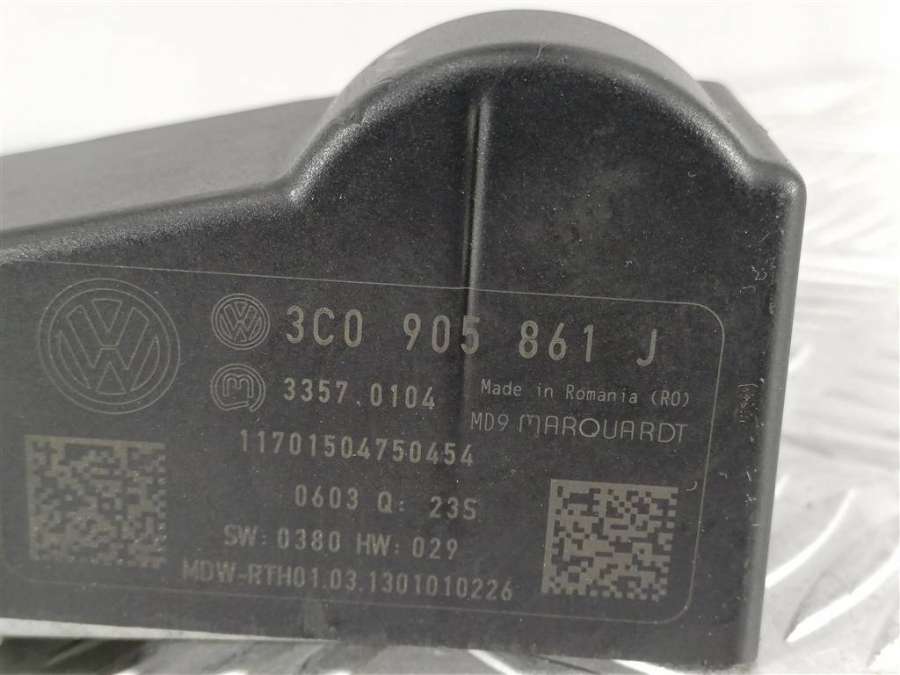 3C0 905 861 J
3357.0104
Made in Romania (RO)
MD9 MARQUARDT
11701504750454
0603 Q: 23S
SW:0380 HW:029
MDW-RTH01.03.1301010226